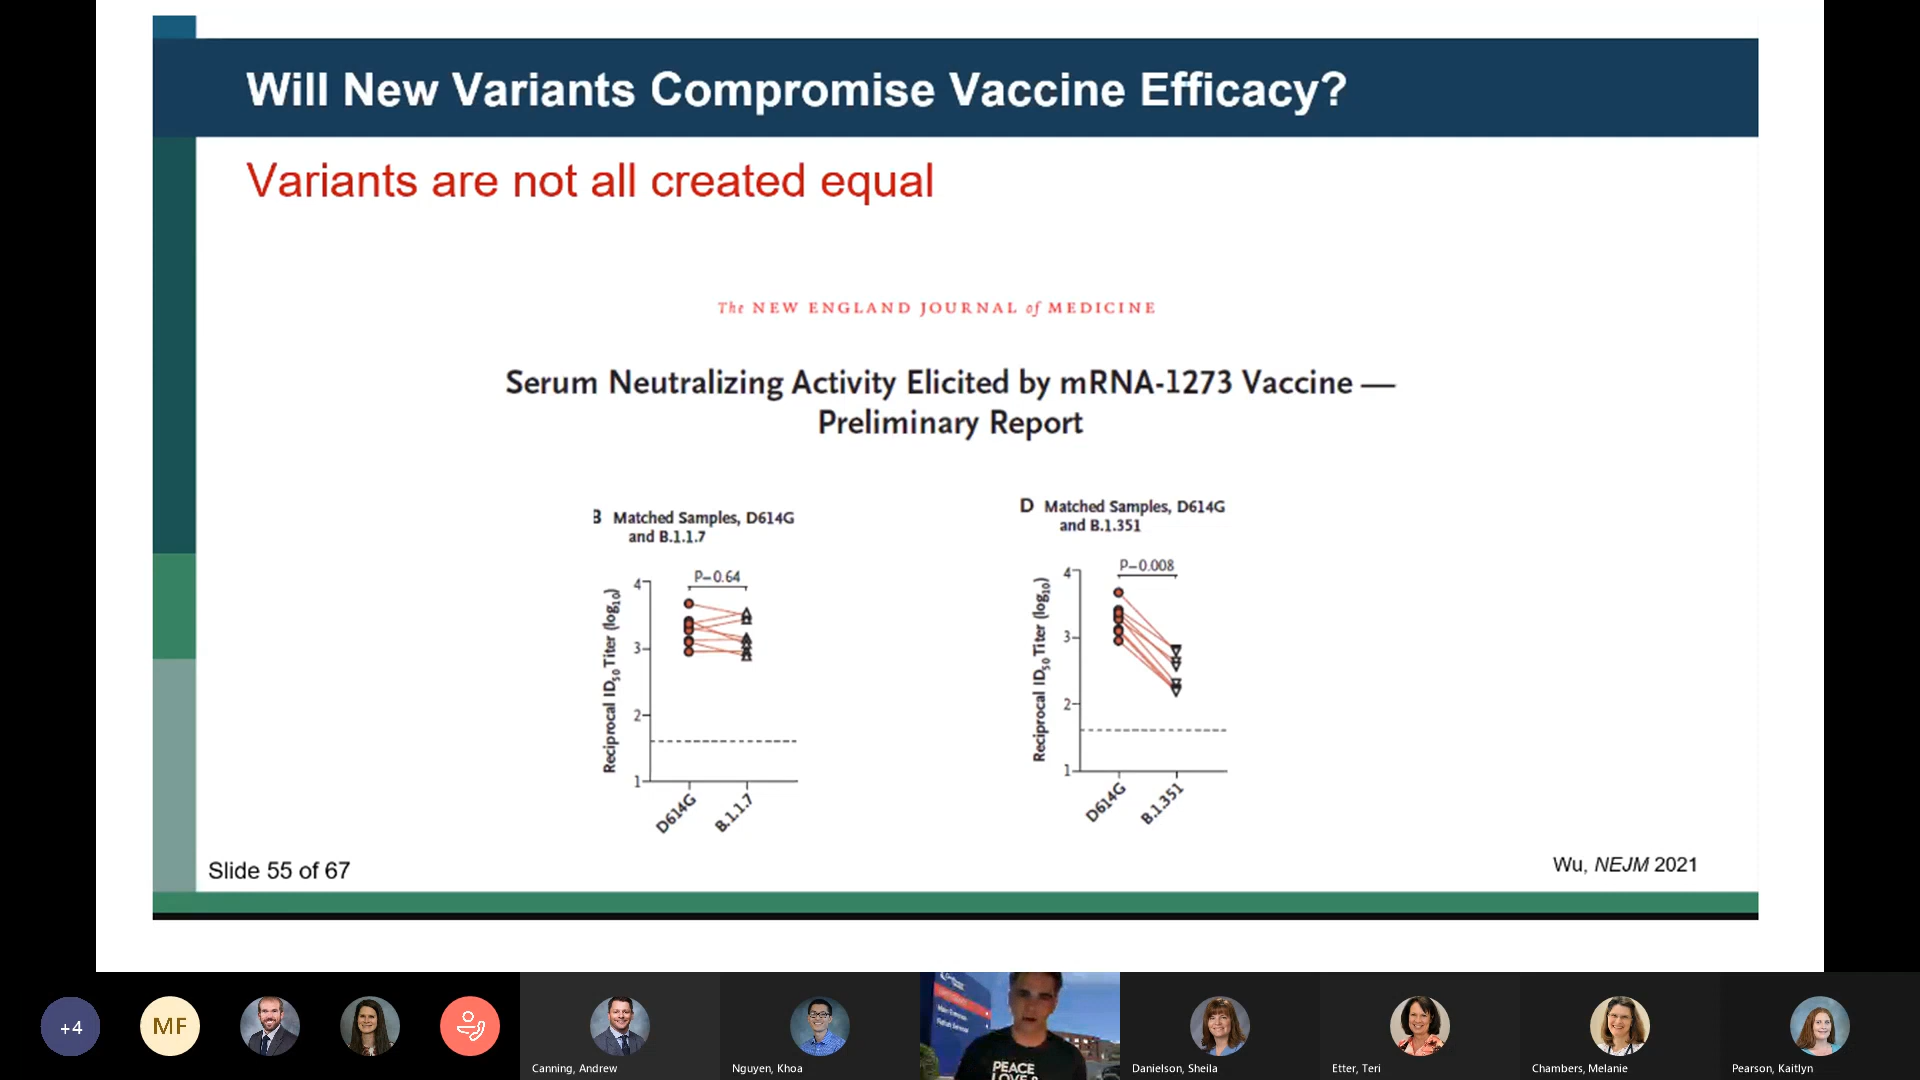 Will New Variants Compromise Vaccine Efficacy?
Variants are not all created equal
The NEW ENGLAND JOURNAL of MEDICINE
Serum Neutralizing Activity Elicited by mRNA-1273 Vaccine —
Preliminary Report
B Matched Samples, D614G
and B.1.1.7
P=0.64
Reciprocal ID50 Titer (log10)
4
3
2
1
D614G
B.1.1.7
D Matched Samples, D614G
and B.1.351
P=0.008
Reciprocal ID50 Titer (log10)
4
3
2
1
D614G
B.1.351
Slide 55 of 67
Wu, NEJM 2021
+4
MF
Canning, Andrew
Nguyen, Khoa
PEACE
LOVE &
Danielson, Sheila
Etter, Teri
Chambers, Melanie
Pearson, Kaitlyn